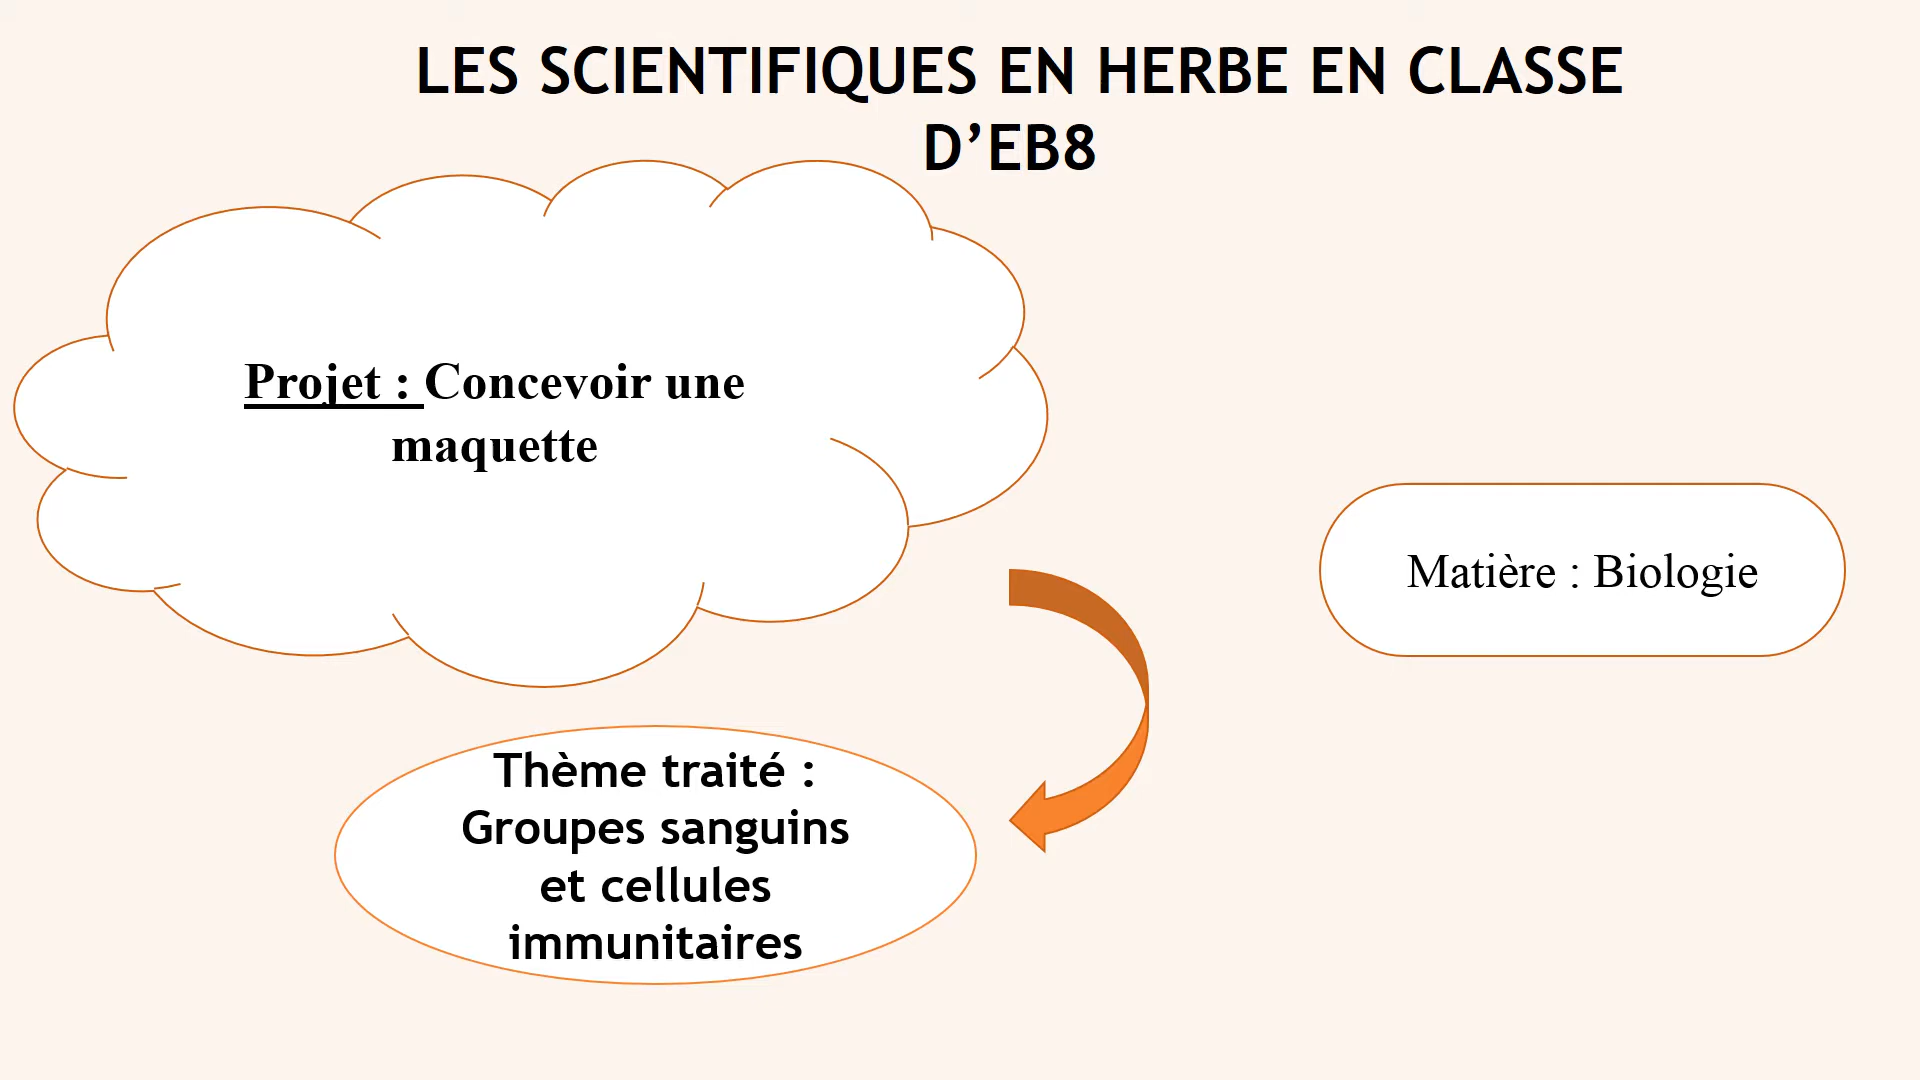 LES SCIENTIFIQUES EN HERBE EN CLASSE
D’EB8
Projet : Concevoir une
maquette
Matière : Biologie
Thème traité :
Groupes sanguins
et cellules
immunitaires